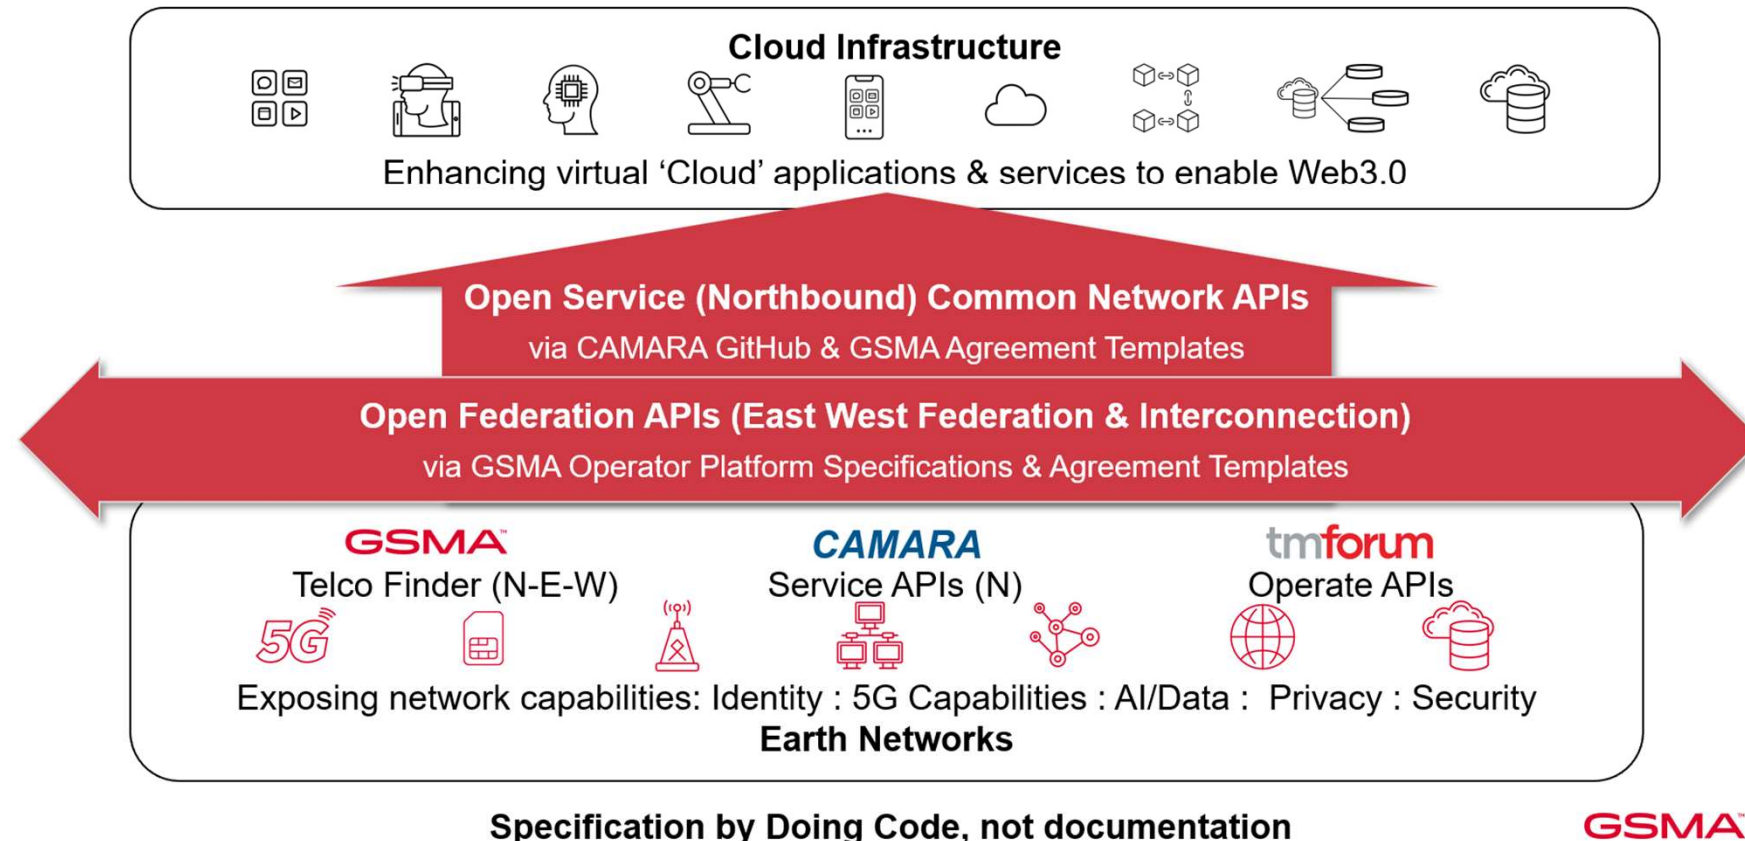 Cloud Infrastructure
Enhancing virtual ‘Cloud’ applications & services to enable Web3.0
Open Service (Northbound) Common Network APIs
via CAMARA GitHub & GSMA Agreement Templates
Open Federation APIs (East West Federation & Interconnection)
via GSMA Operator Platform Specifications & Agreement Templates
GSMA™ CAMARA tmforum
Telco Finder (N-E-W) Service APIs (N) Operate APIs
5G
Exposing network capabilities: Identity : 5G Capabilities : AI/Data : Privacy : Security
Earth Networks
Specification by Doing Code, not documentation
GSMA™